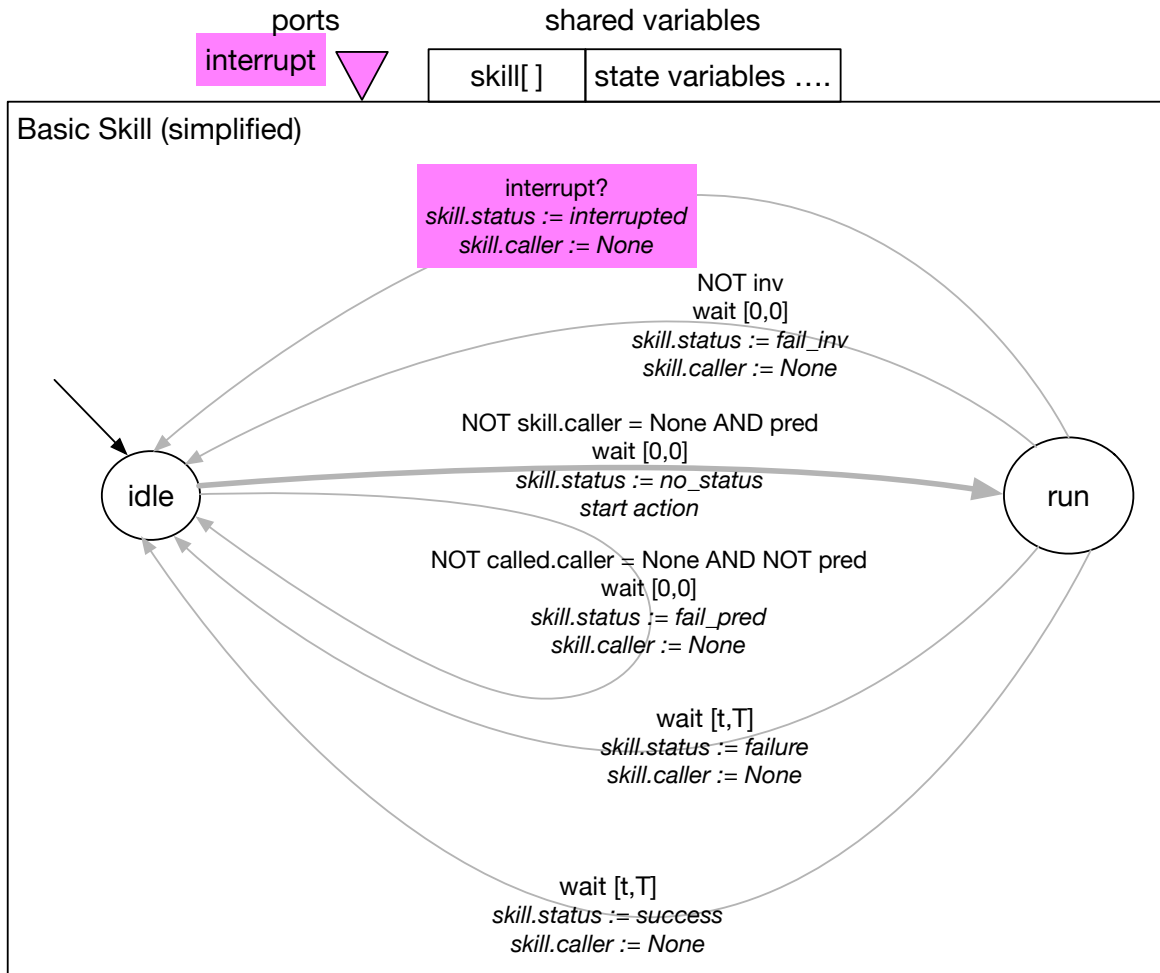 ports
shared variables
interrupt
skill[ ]
state variables ….
Basic Skill (simplified)
interrupt?
skill.status := interrupted
skill.caller := None
NOT inv
wait [0,0]
skill.status := fail_inv
skill.caller := None
NOT skill.caller = None AND pred
wait [0,0]
skill.status := no_status
start action
idle
run
NOT called.caller = None AND NOT pred
wait [0,0]
skill.status := fail_pred
skill.caller := None
wait [t,T]
skill.status := failure
skill.caller := None
wait [t,T]
skill.status := success
skill.caller := None